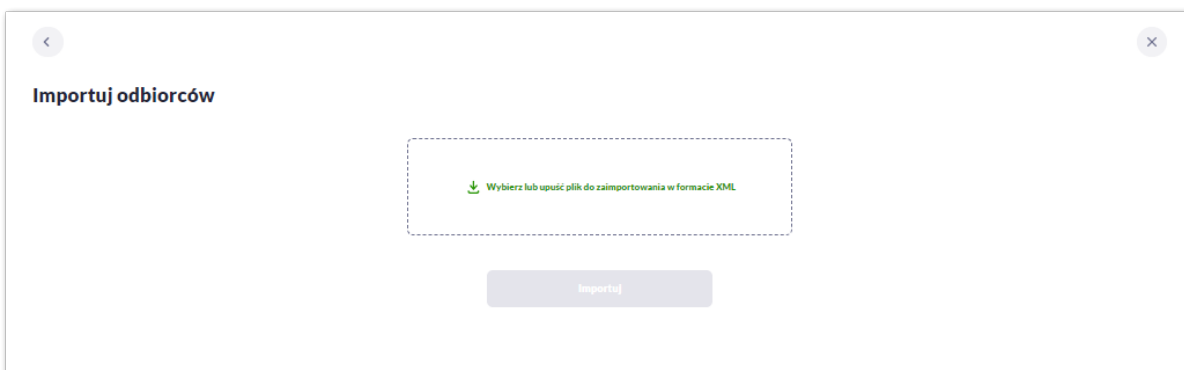 Importuj odbiorców
Wybierz lub upuść plik do zaimportowania w formacie XML
Importuj